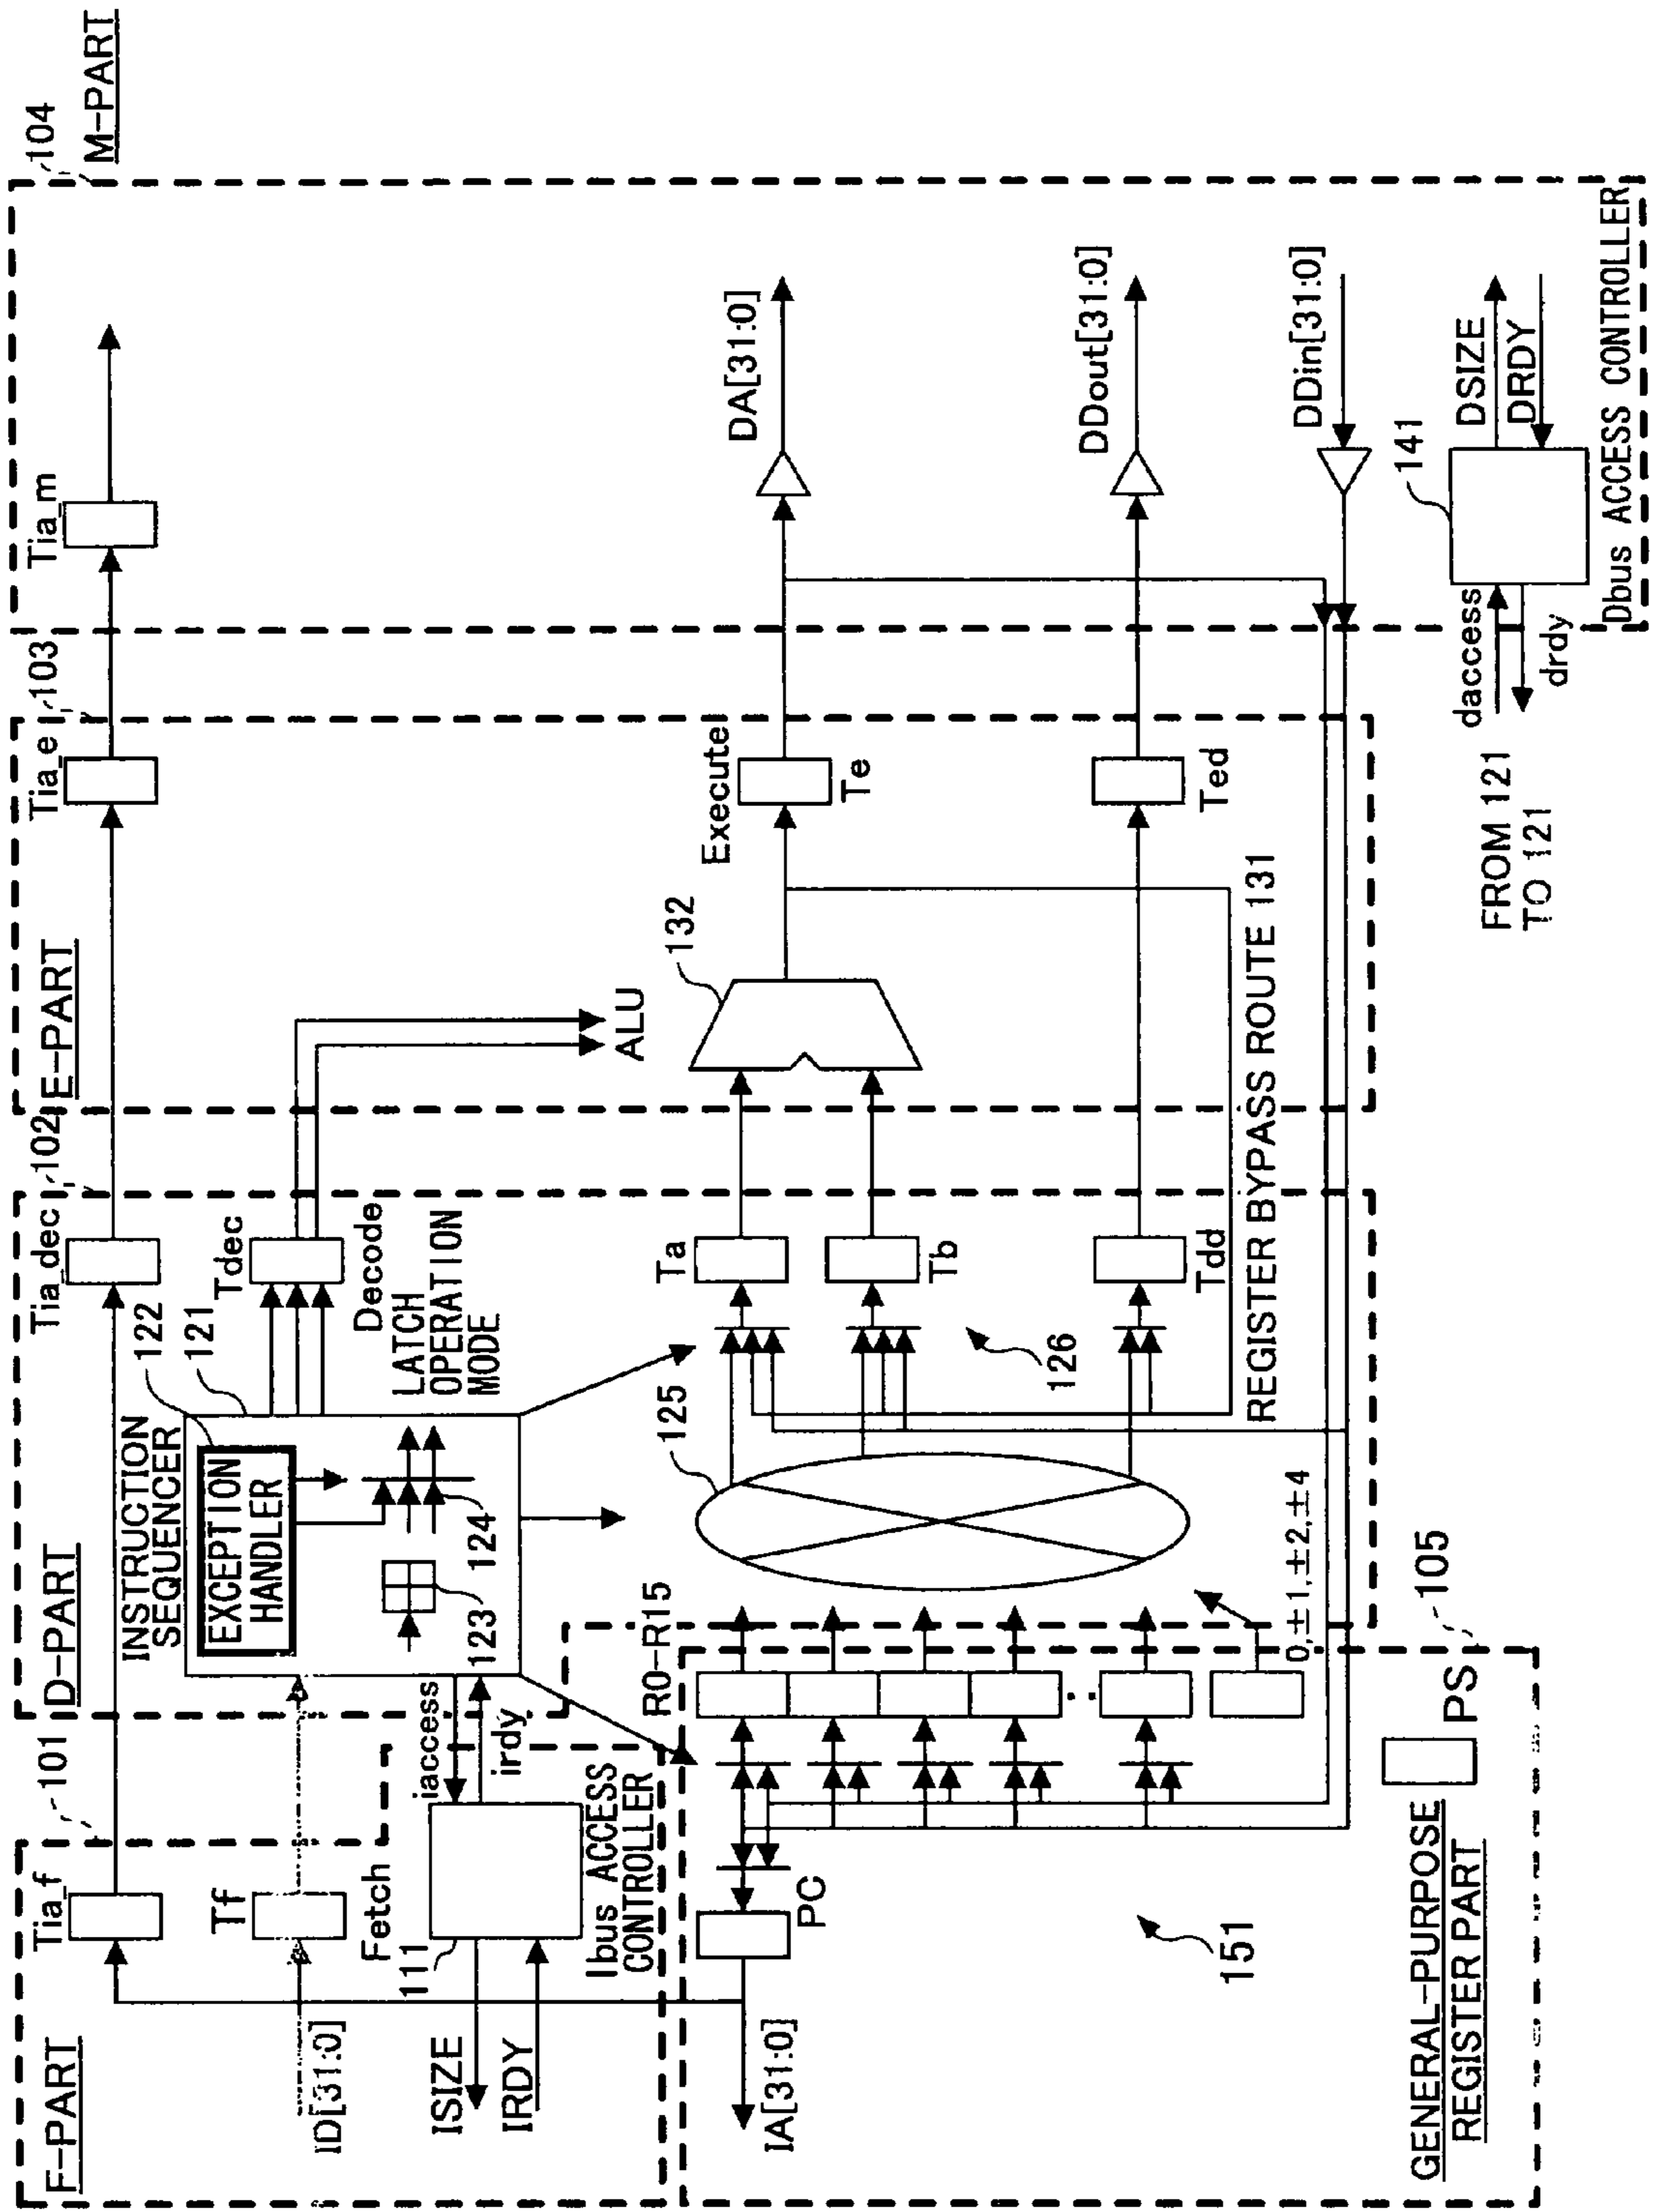 F-PART
101
Tia_f
Tf
ID[31:0]
Fetch
111
ISIZE
IRDY
Ibus ACCESS
CONTROLLER
iaccess
irdy
D-PART
102
Tia_dec
INSTRUCTION
SEQUENCER
122
121
EXCEPTION
HANDLER
123
124
Tdec
Decode
LATCH
OPERATION
MODE
125
126
Ta
Tb
Tdd
E-PART
103
Tia_e
ALU
132
Execute
Te
Ted
REGISTER BYPASS ROUTE 131
M-PART
104
Tia_m
DA[31:0]
DDout[31:0]
DDin[31:0]
141
DSIZE
DRDY
Dbus ACCESS CONTROLLER
daccess
drdy
FROM 121
TO 121
R0-R15
0,±1,±2,±4
105
PS
PC
IA[31:0]
151
GENERAL-PURPOSE
REGISTER PART